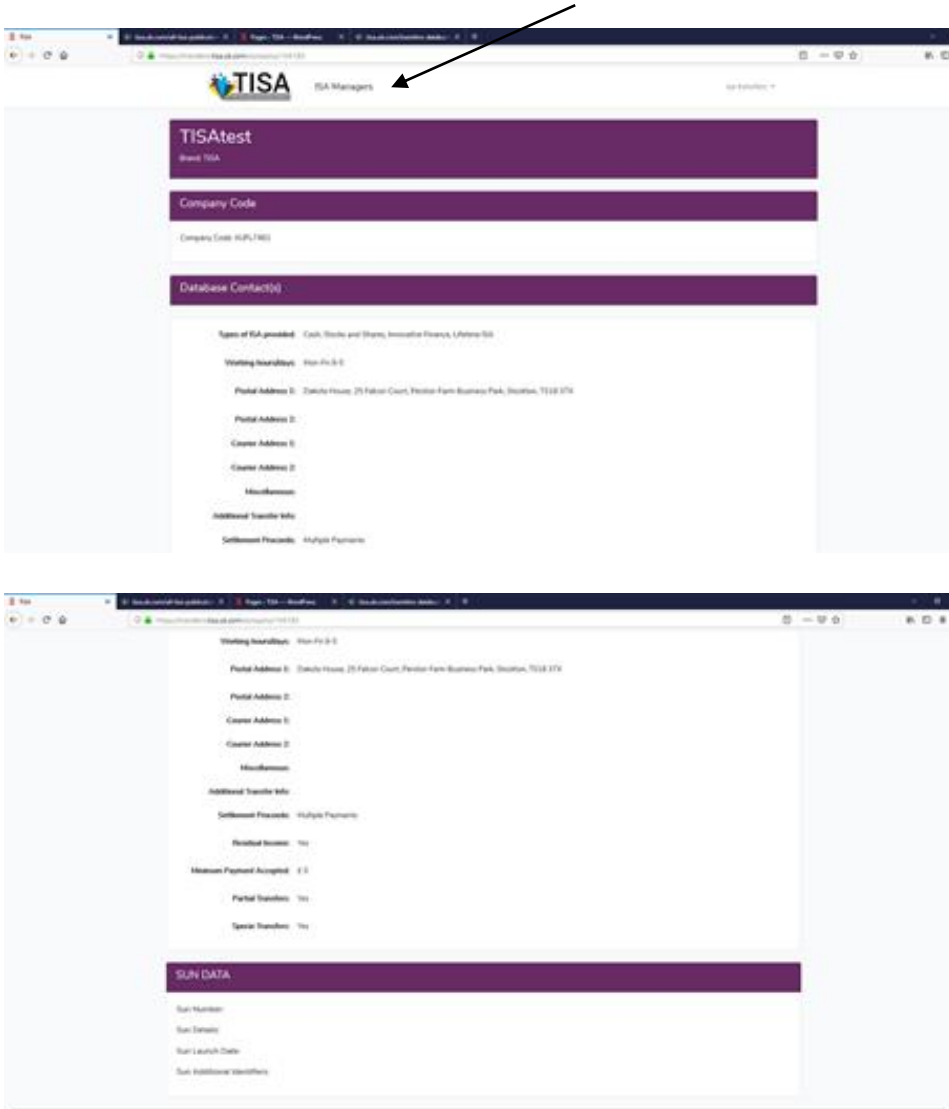 TISA
ISA Managers
TISAtest
Brand: TISA
Company Code
Company Code:
Database Contact(s)
Types of ISA provided: Cash, Stocks and Shares, Innovative Finance, Lifetime ISA
Working hours/days: Mon-Fri 9-5
Postal Address 1: Dakota House, 25 Falcon Court, Preston Farm Business Park, Stockton, TS18 3TX
Postal Address 2:
Courier Address 1:
Courier Address 2:
Miscellaneous:
Additional Transfer Info:
Settlement Proceeds: Multiple Payments
Working hours/days: Mon-Fri 9-5
Postal Address 1: Dakota House, 25 Falcon Court, Preston Farm Business Park, Stockton, TS18 3TX
Postal Address 2:
Courier Address 1:
Courier Address 2:
Miscellaneous:
Additional Transfer Info:
Settlement Proceeds: Multiple Payments
Residual Income: Yes
Minimum Payment Accepted: £
Partial Transfers: Yes
Special Transfers: Yes
SUN DATA
Sun Number:
Sun Details:
Sun Launch Date:
Sun Additional Identifiers: